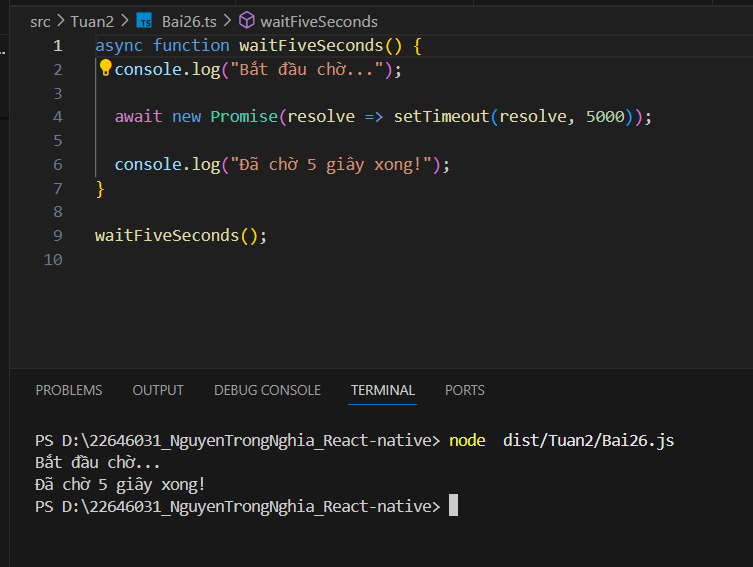 src > Tuan2 > TS Bai26.ts > waitFiveSeconds
1 async function waitFiveSeconds() {
2 console.log("Bắt đầu chờ...");
3
4 await new Promise(resolve => setTimeout(resolve, 5000));
5
6 console.log("Đã chờ 5 giây xong!");
7 }
8
9 waitFiveSeconds();
10
PROBLEMS OUTPUT DEBUG CONSOLE TERMINAL PORTS
PS D:\22646031_NguyenTrongNghia_React-native> node  dist/Tuan2/Bai26.js
Bắt đầu chờ...
Đã chờ 5 giây xong!
PS D:\22646031_NguyenTrongNghia_React-native>